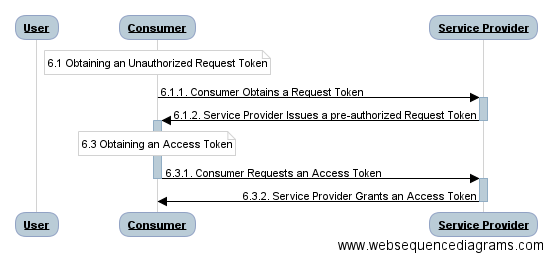 User
Consumer
Service Provider
6.1 Obtaining an Unauthorized Request Token
6.1.1. Consumer Obtains a Request Token
6.1.2. Service Provider Issues a pre-authorized Request Token
6.3 Obtaining an Access Token
6.3.1. Consumer Requests an Access Token
6.3.2. Service Provider Grants an Access Token
User
Consumer
Service Provider
www.websequencediagrams.com